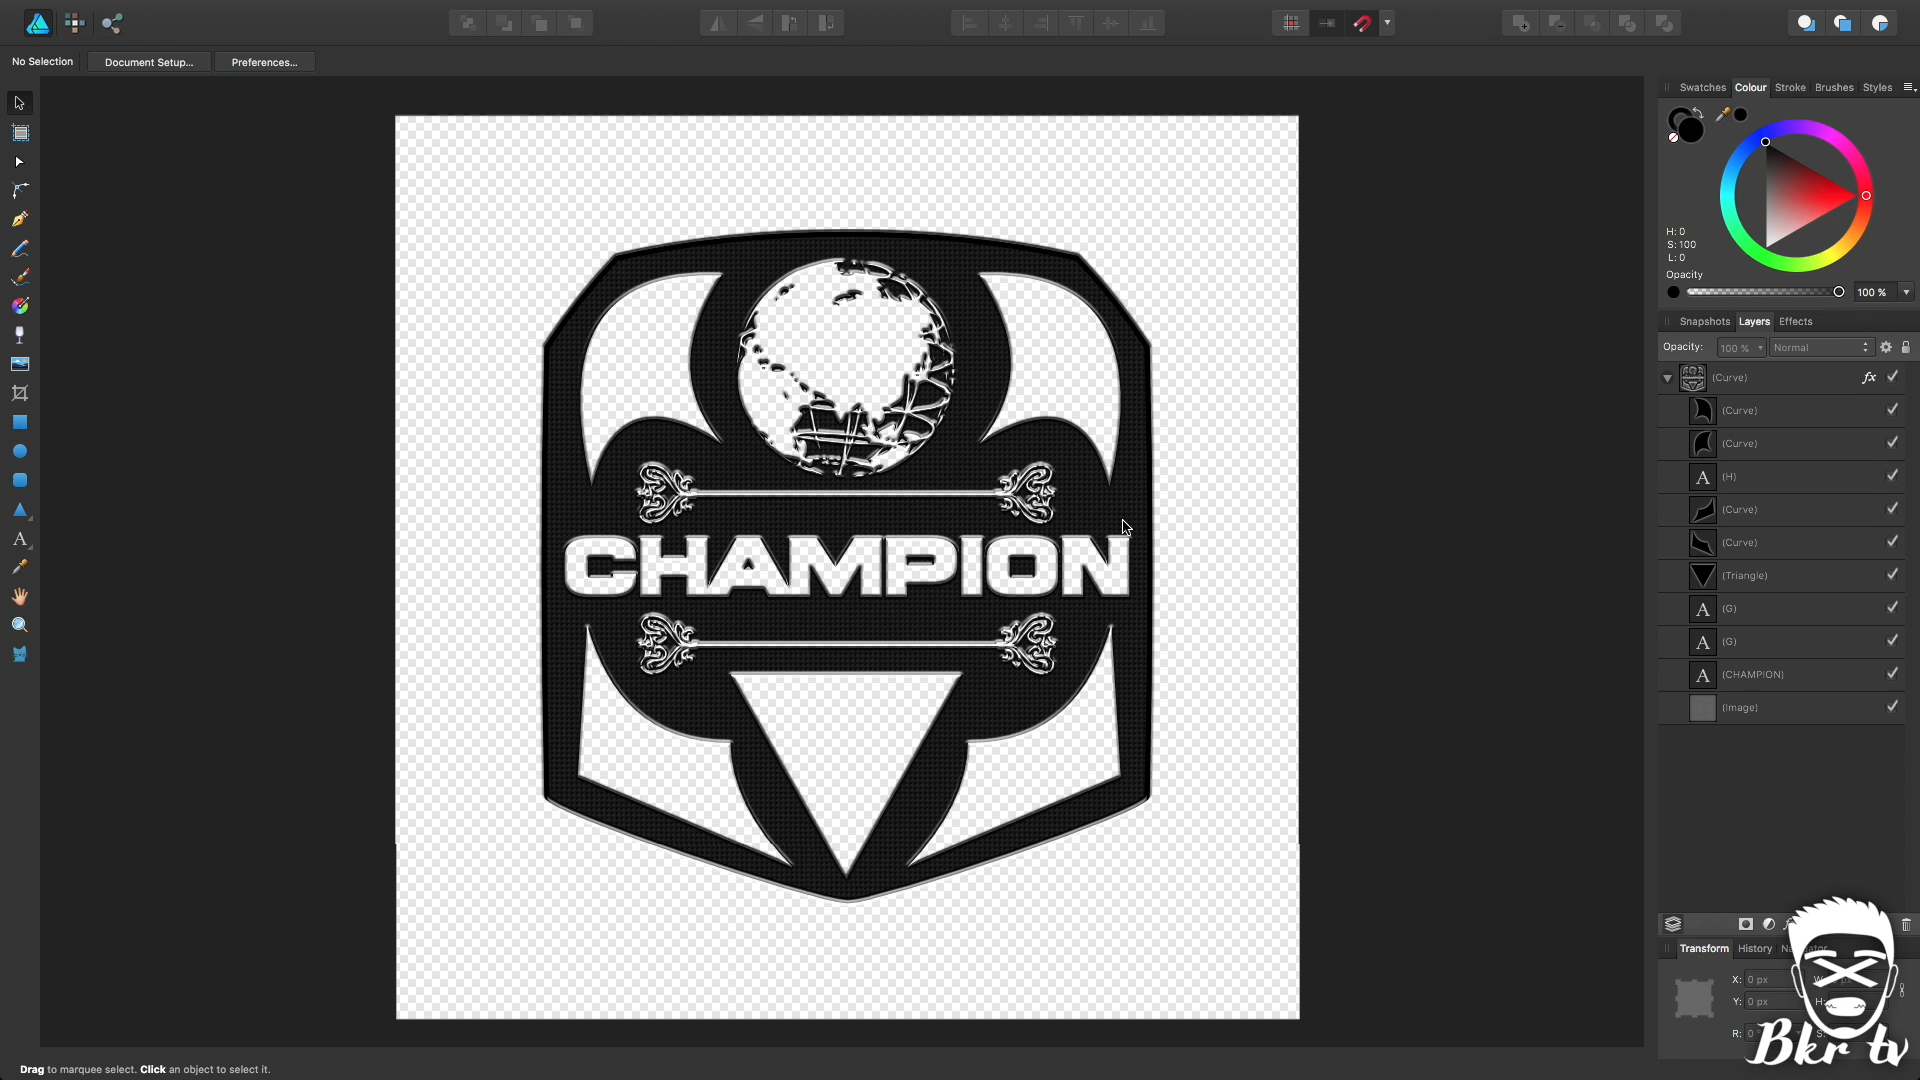 No Selection
Document Setup...
Preferences...
Swatches Colour Stroke Brushes Styles
H: 0
S: 100
L: 0
Opacity
100 %
Snapshots Layers Effects
Opacity: 100 % Normal
(Curve) fx
(Curve)
(Curve)
A (H)
(Curve)
(Curve)
(Triangle)
A (G)
A (G)
A (CHAMPION)
(Image)
CHAMPION
Transform History
X: 0 px
Y: 0 px
H:
R:
S:
Bkr tv
Drag to marquee select. Click an object to select it.